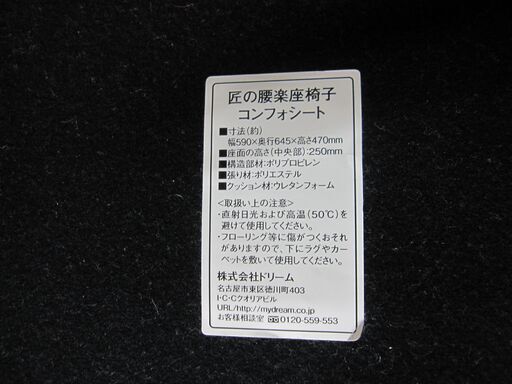 匠の腰楽座椅子
コンフォシート
■寸法(約)
幅590×奥行645×高さ470mm
■座面の高さ(中央部):250mm
■構造部材:ポリプロピレン
■張り材:ポリエステル
■クッション材:ウレタンフォーム
<取扱い上の注意>
・直射日光および高温(50℃)を
避けて使用してください。
・フローリング等に傷がつくおそれ
がありますので、下にラグやカー
ペットを敷いて使用してください。
株式会社ドリーム
名古屋市東区徳川町403
I・C・Cクオリアビル
URL/http://mydream.co.jp
お客様相談室 0120-559-553